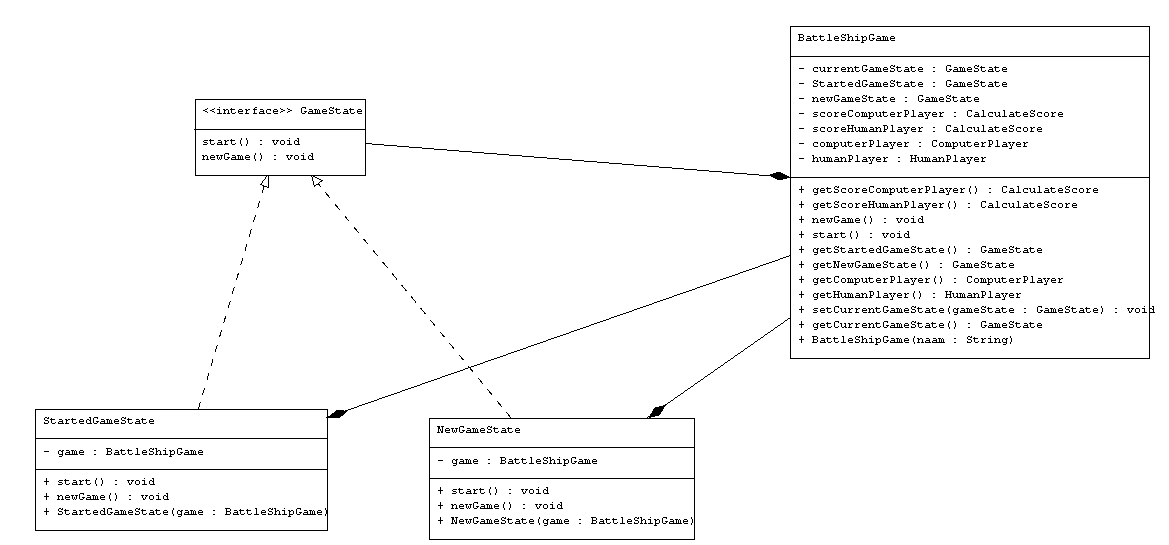 BattleShipGame
- currentGameState : GameState
- StartedGameState : GameState
- newGameState : GameState
- scoreComputerPlayer : CalculateScore
- scoreHumanPlayer : CalculateScore
- computerPlayer : ComputerPlayer
- humanPlayer : HumanPlayer
+ getScoreComputerPlayer() : CalculateScore
+ getScoreHumanPlayer() : CalculateScore
+ newGame() : void
+ start() : void
+ getStartedGameState() : GameState
+ getNewGameState() : GameState
+ getComputerPlayer() : ComputerPlayer
+ getHumanPlayer() : HumanPlayer
+ setCurrentGameState(gameState : GameState) : void
+ getCurrentGameState() : GameState
+ BattleShipGame(naam : String)
<<interface>> GameState
start() : void
newGame() : void
StartedGameState
- game : BattleShipGame
+ start() : void
+ newGame() : void
+ StartedGameState(game : BattleShipGame)
NewGameState
- game : BattleShipGame
+ start() : void
+ newGame() : void
+ NewGameState(game : BattleShipGame)